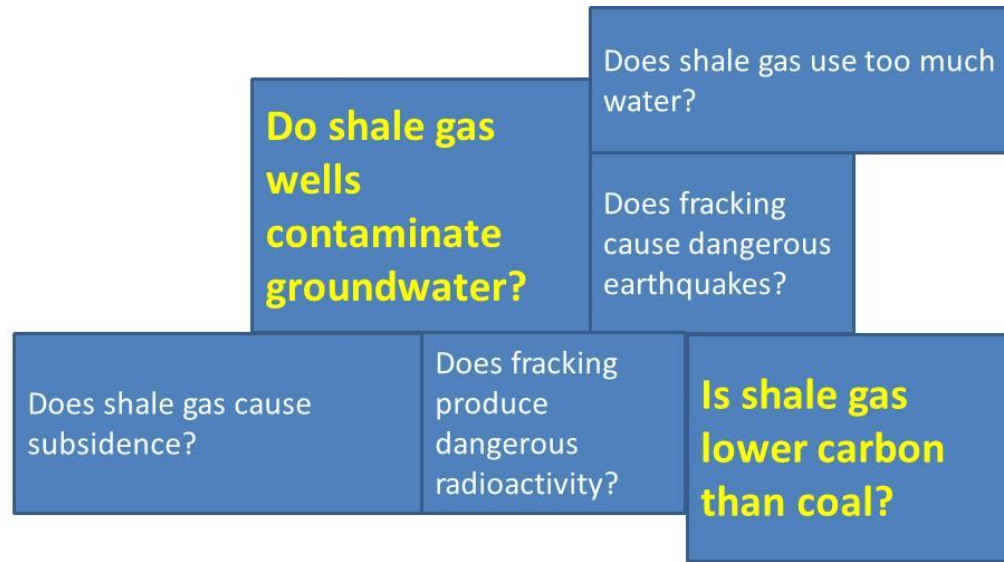 Does shale gas use too much
water?
Do shale gas
wells
contaminate
groundwater?
Does fracking
cause dangerous
earthquakes?
Does shale gas cause
subsidence?
Does fracking
produce
dangerous
radioactivity?
Is shale gas
lower carbon
than coal?